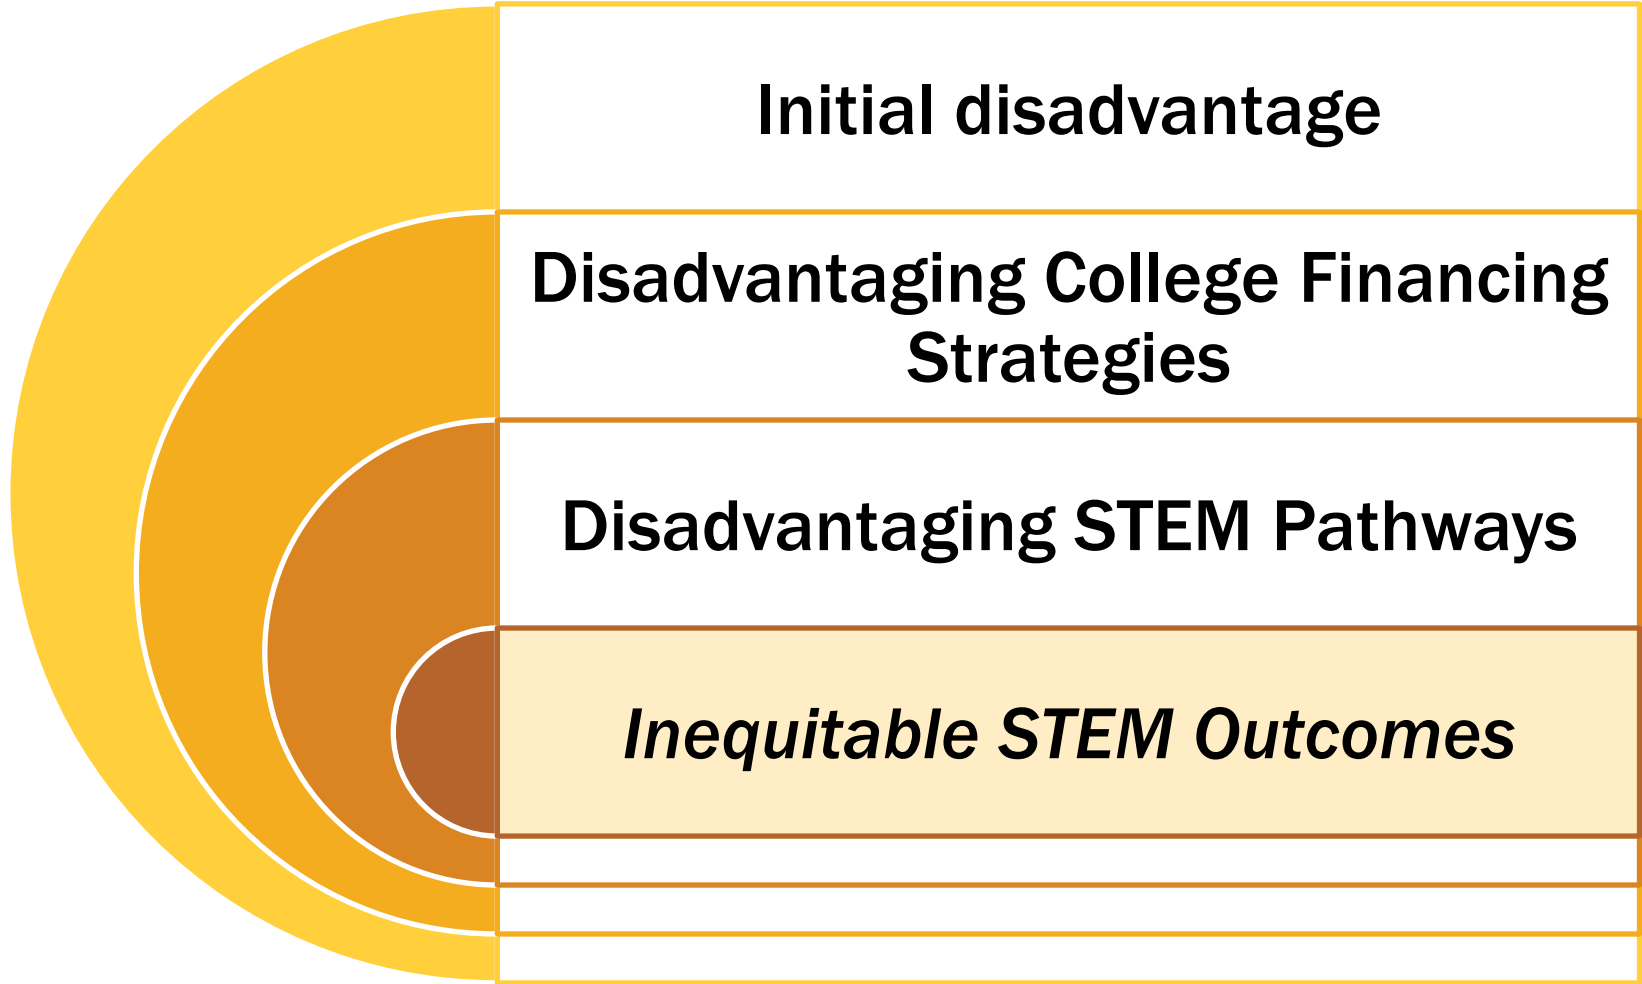 Initial disadvantage
Disadvantaging College Financing
Strategies
Disadvantaging STEM Pathways
Inequitable STEM Outcomes